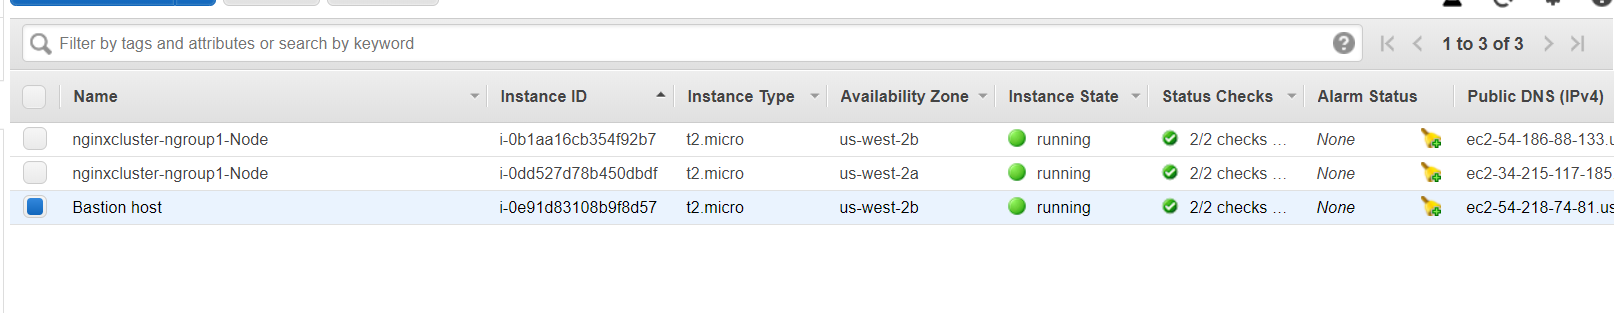 Filter by tags and attributes or search by keyword ? 1 to 3 of 3
Name Instance ID Instance Type Availability Zone Instance State Status Checks Alarm Status Public DNS (IPv4)
nginxcluster-ngroup1-Node i-0b1aa16cb354f92b7 t2.micro us-west-2b running 2/2 checks ... None ec2-54-186-88-133.u
nginxcluster-ngroup1-Node i-0dd527d78b450dbdf t2.micro us-west-2a running 2/2 checks ... None ec2-34-215-117-185
Bastion host i-0e91d83108b9f8d57 t2.micro us-west-2b running 2/2 checks ... None ec2-54-218-74-81.us